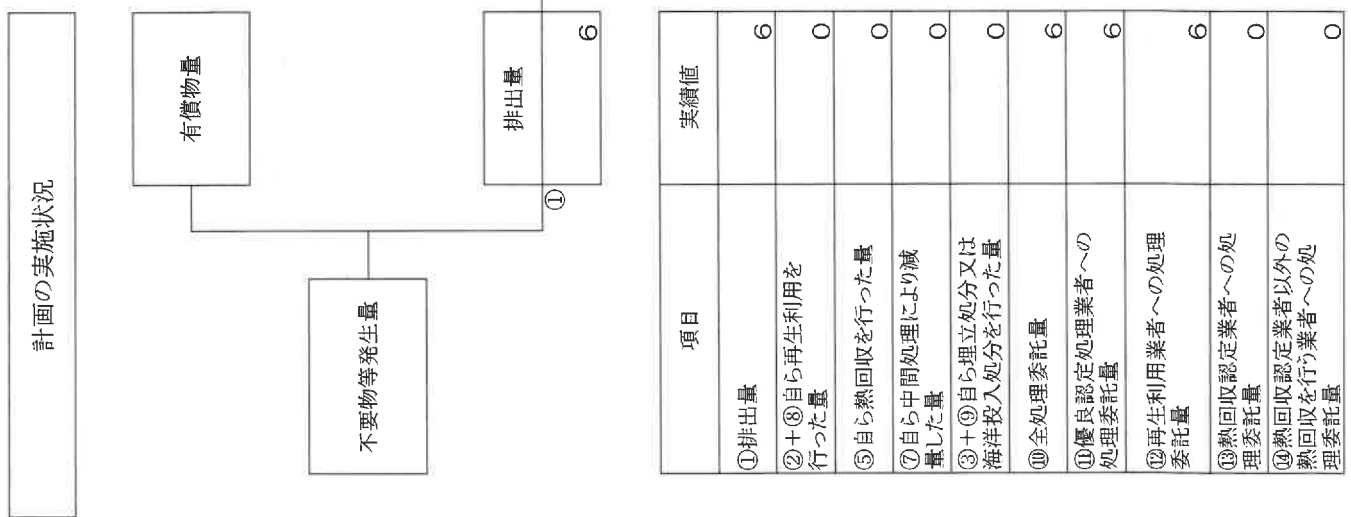 計画の実施状況
有償物量
不要物等発生量
①
排出量
6
項目
実績値
①排出量
6
②+⑧自ら再生利用を
行った量
0
⑤自ら熱回収を行った量
0
⑦自ら中間処理により減
量した量
0
③+⑨自ら埋立処分又は
海洋投入処分を行った量
0
⑩全処理委託量
6
⑪優良認定処理業者への
処理委託量
6
⑫再生利用業者への処理
委託量
6
⑬熱回収認定業者への処
理委託量
0
⑭熱回収認定業者以外の
熱回収を行う業者への処
理委託量
0